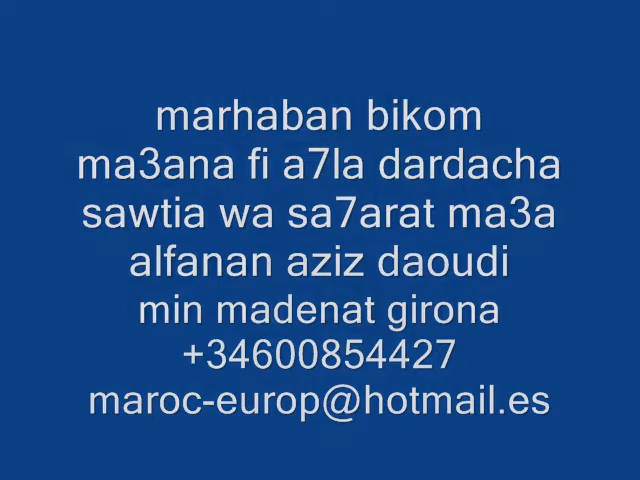 marhaban bikom
ma3ana fi a7la dardacha
sawtia wa sa7arat ma3a
alfanan aziz daoudi
min madenat girona
+34600854427
maroc-europ@hotmail.es